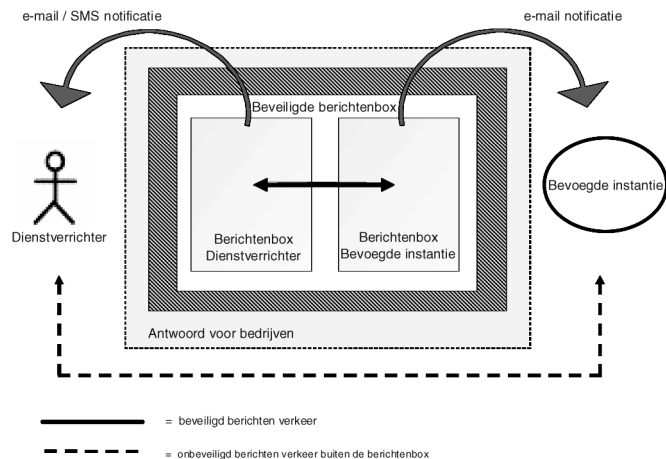 e-mail / SMS notificatie
e-mail notificatie
Beveiligde berichtenbox
Dienstverrichter
Berichtenbox
Dienstverrichter
Berichtenbox
Bevoegde instantie
Bevoegde instantie
Antwoord voor bedrijven
= beveiligd berichten verkeer
= onbeveiligd berichten verkeer buiten de berichtenbox